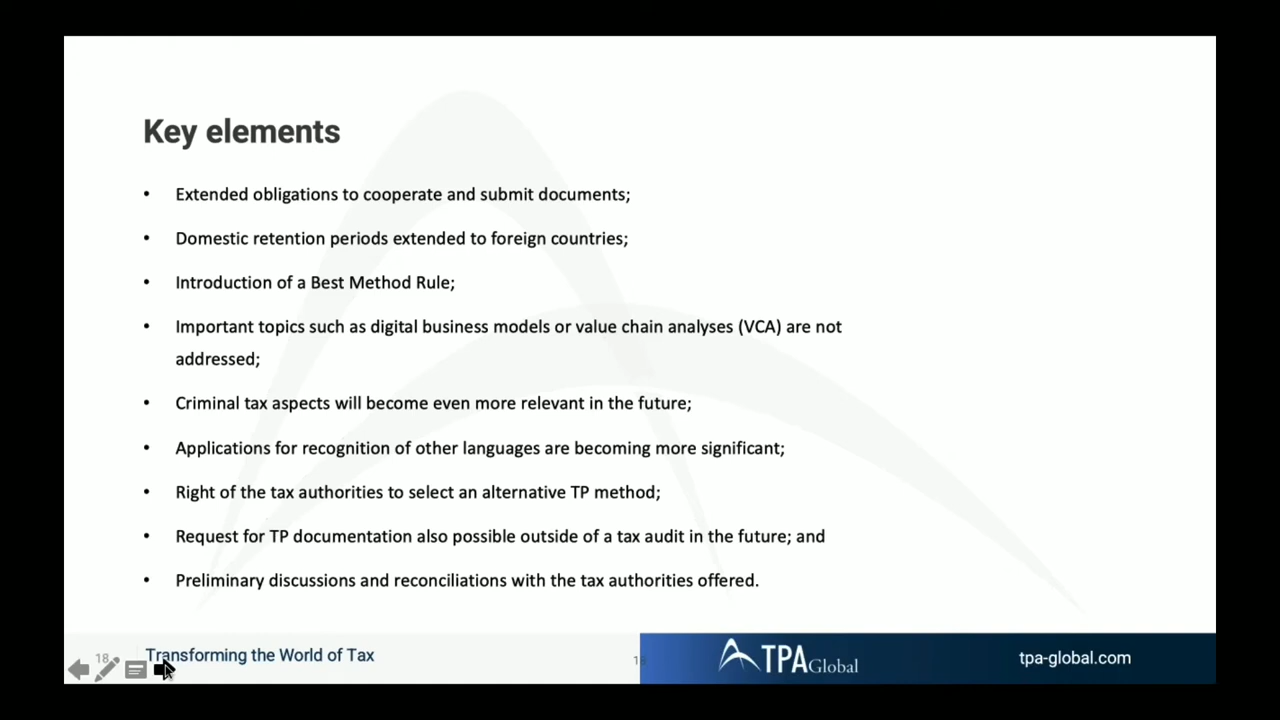 Key elements
• Extended obligations to cooperate and submit documents;
• Domestic retention periods extended to foreign countries;
• Introduction of a Best Method Rule;
• Important topics such as digital business models or value chain analyses (VCA) are not
addressed;
• Criminal tax aspects will become even more relevant in the future;
• Applications for recognition of other languages are becoming more significant;
• Right of the tax authorities to select an alternative TP method;
• Request for TP documentation also possible outside of a tax audit in the future; and
• Preliminary discussions and reconciliations with the tax authorities offered.
18
Transforming the World of Tax
TPA Global
tpa-global.com